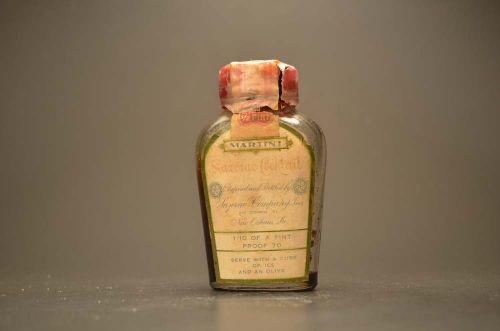 MARTINI
Sazerac Cocktail
Prepared and Bottled by
Sazerac Company, Inc.
New Orleans, La.
1/10 OF A PINT
PROOF 70
SERVE WITH A CUBE
OF ICE
AND AN OLIVE